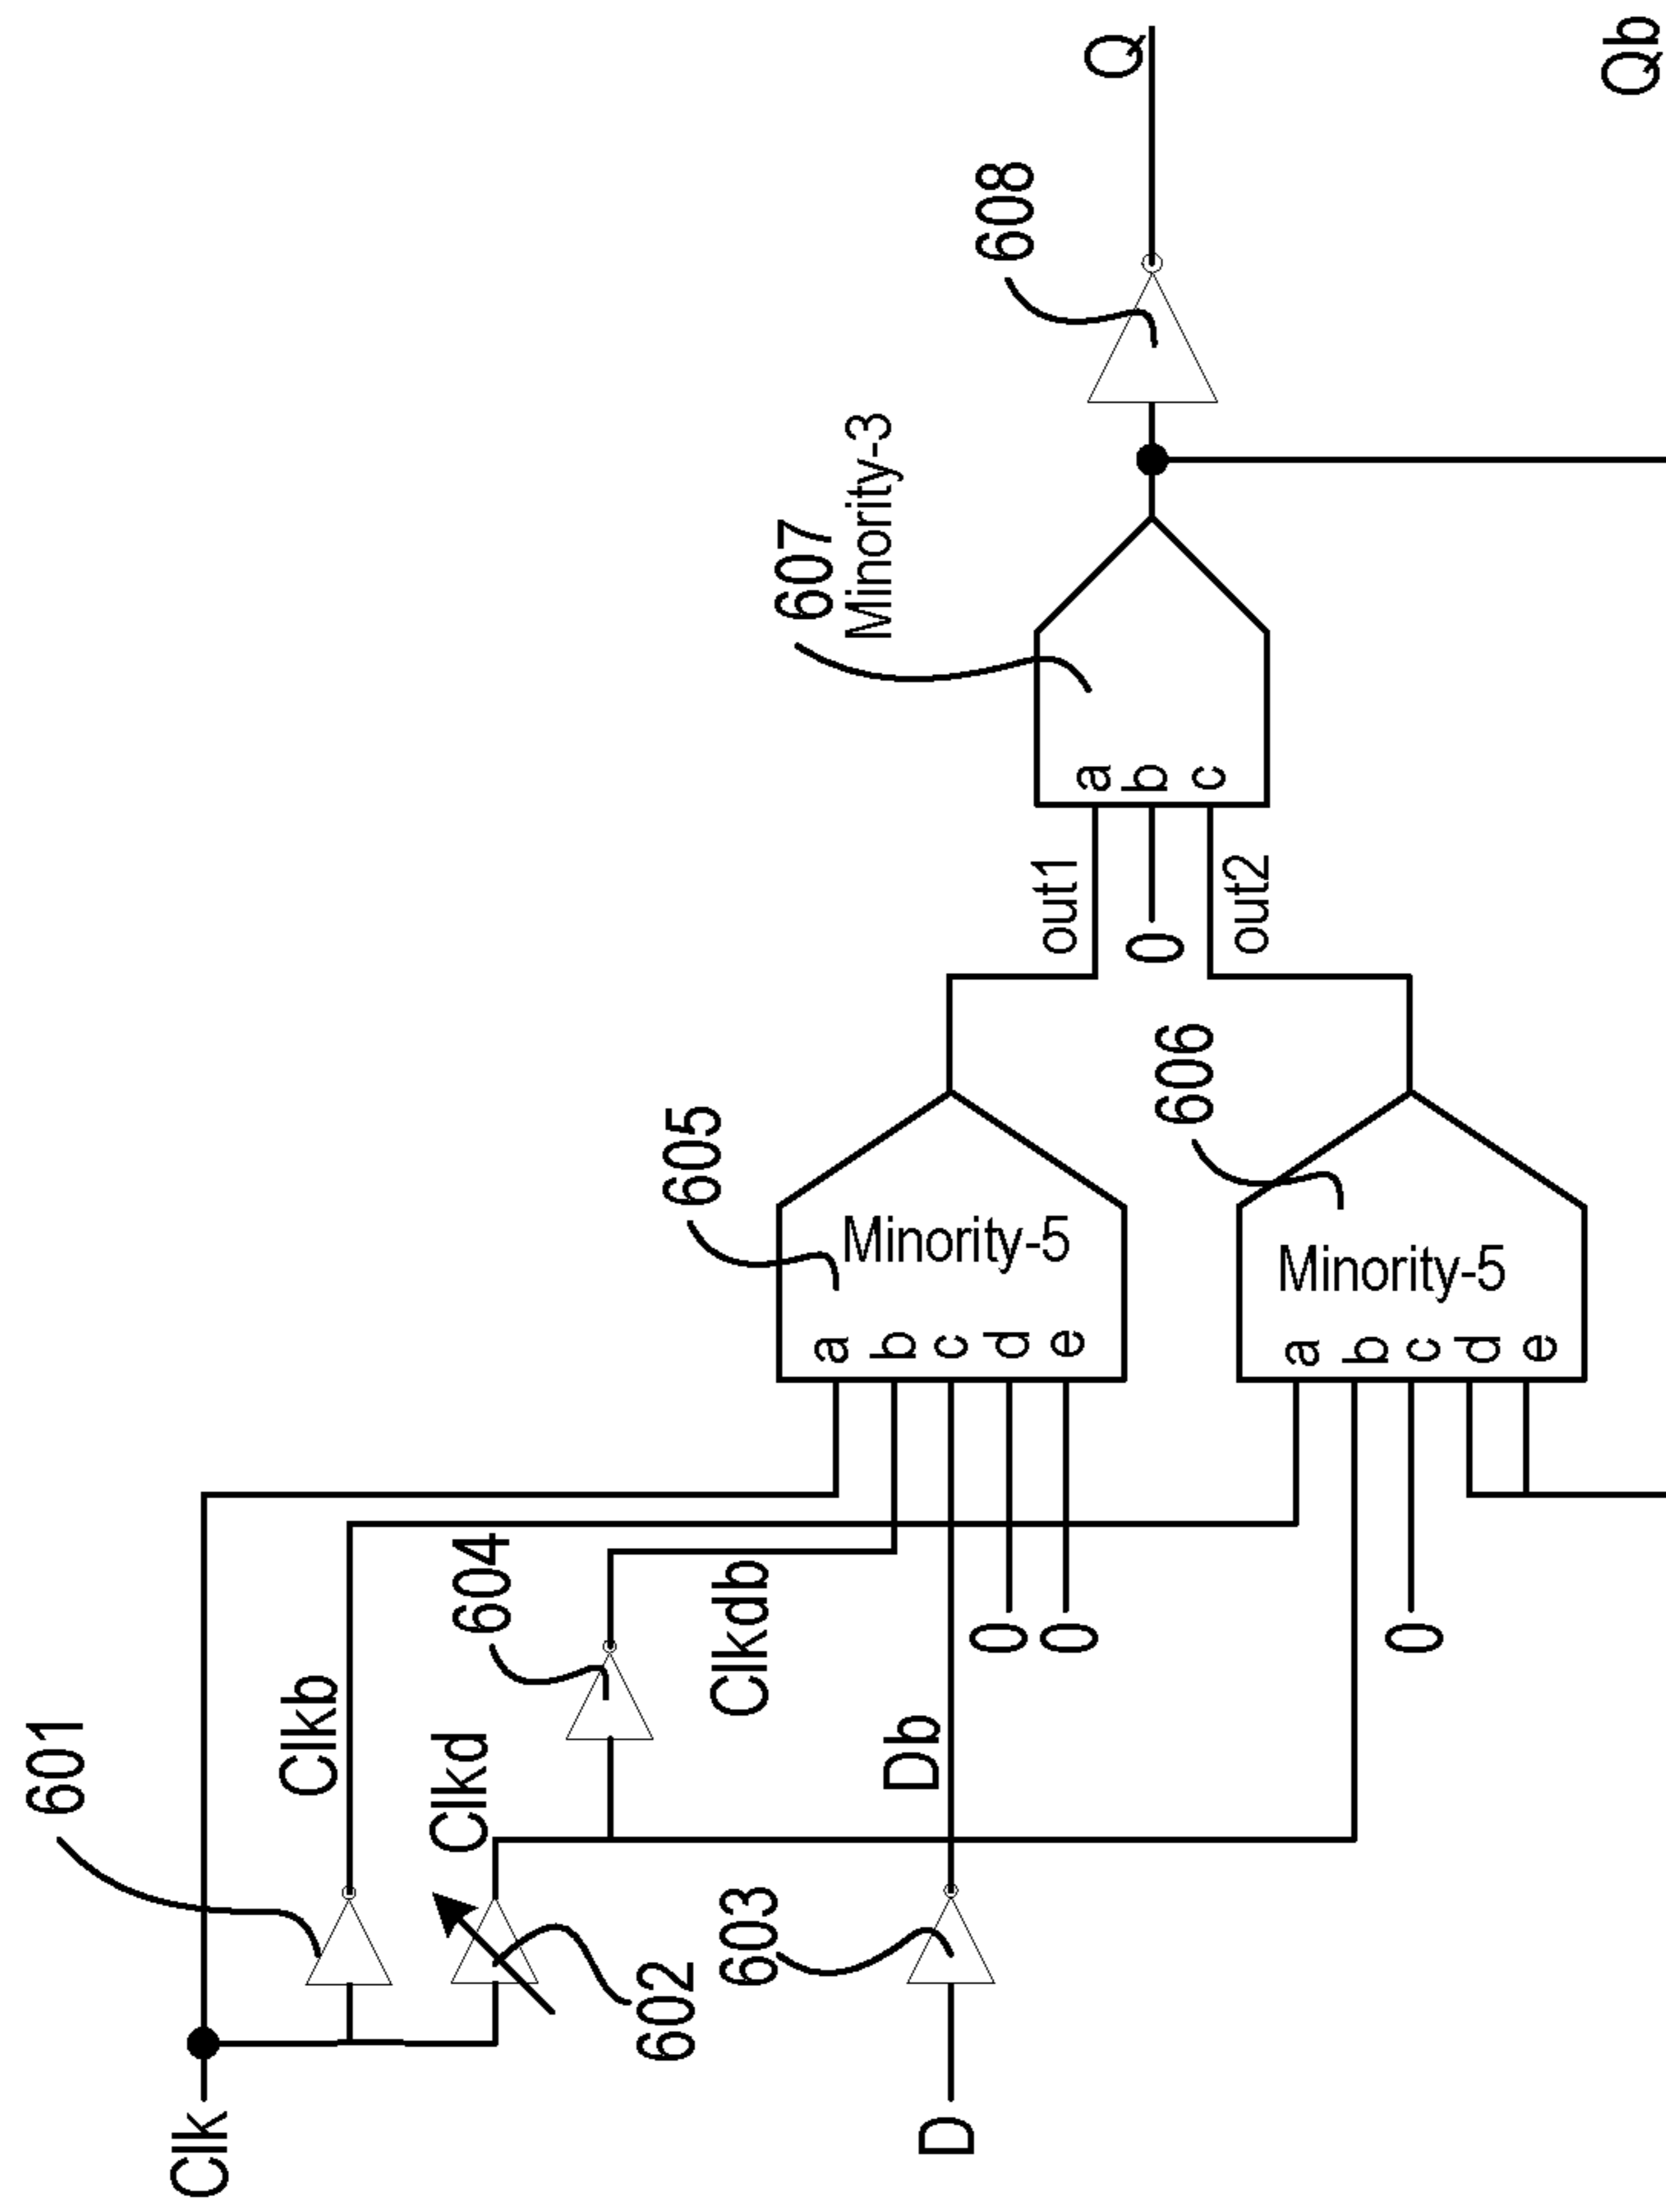 Clk
601
Clkb
Clkd
602
604
Clkdb
603
D
Db
0
0
0
605
Minority-5
a
b
c
d
e
606
Minority-5
a
b
c
d
e
out1
0
out2
607
Minority-3
a
b
c
608
Q
Qb